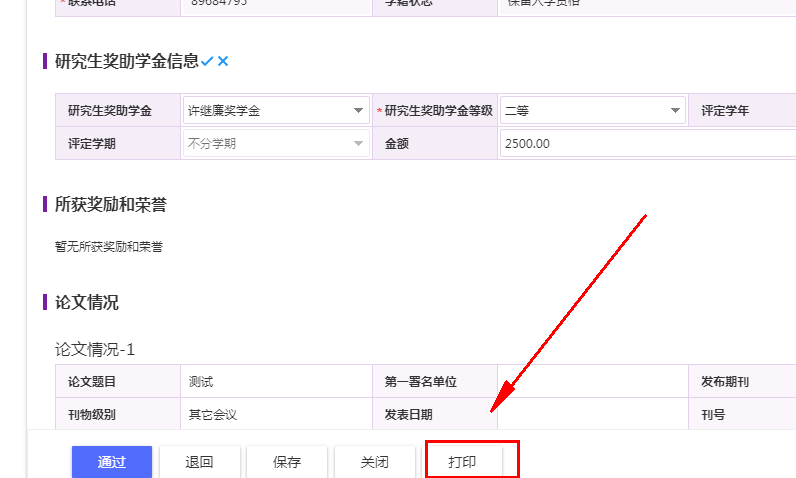 *联系电话 89684795 学籍状态 保留入学资格
研究生奖助学金信息
研究生奖助学金 许继廉奖学金 *研究生奖助学金等级 二等 评定学年
评定学期 不分学期 金额 2500.00
所获奖励和荣誉
暂无所获奖励和荣誉
论文情况
论文情况-1
论文题目 测试 第一署名单位 发布期刊
刊物级别 其它会议 发表日期 刊号
通过 退回 保存 关闭 打印